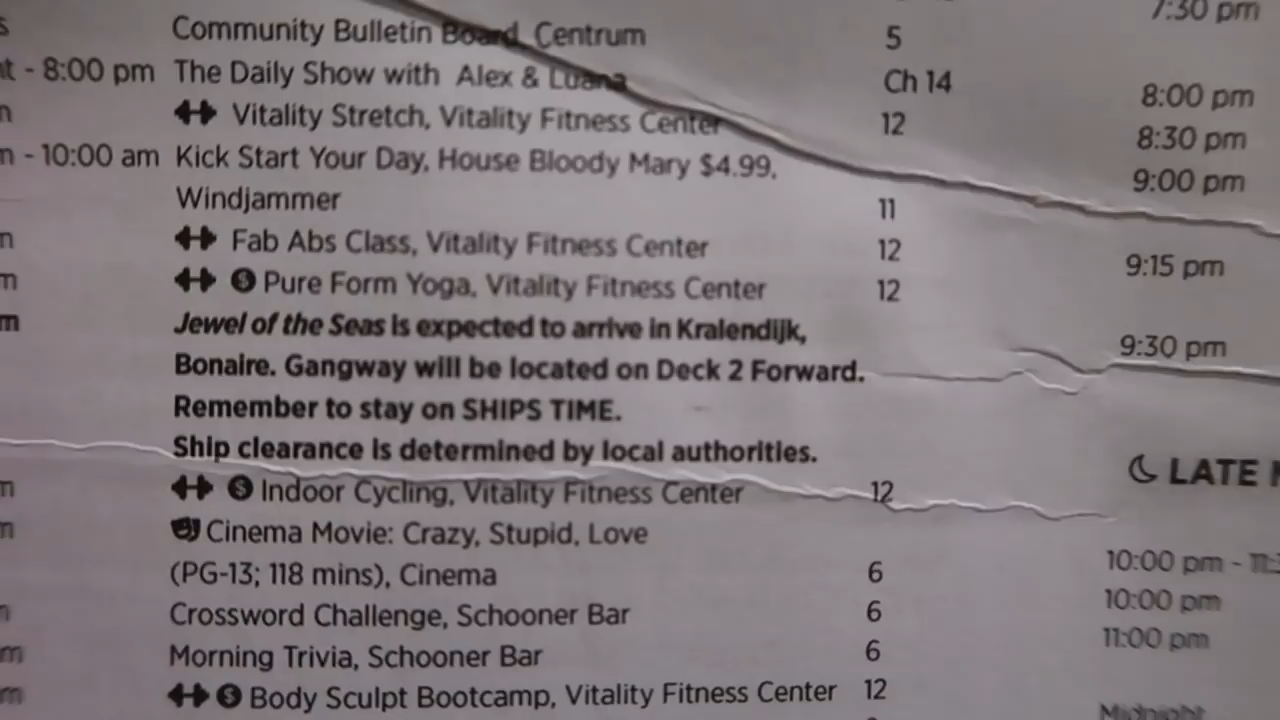 s
Community Bulletin Board, Centrum 5
- 8:00 pm The Daily Show with Alex & Luana Ch 14
Vitality Stretch, Vitality Fitness Center 12
- 10:00 am Kick Start Your Day, House Bloody Mary $4.99,
Windjammer 11
Fab Abs Class, Vitality Fitness Center 12
$ Pure Form Yoga, Vitality Fitness Center 12
m Jewel of the Seas is expected to arrive in Kralendijk,
Bonaire. Gangway will be located on Deck 2 Forward.
Remember to stay on SHIPS TIME.
Ship clearance is determined by local authorities.
$ Indoor Cycling, Vitality Fitness Center 12
Cinema Movie: Crazy, Stupid, Love
(PG-13; 118 mins), Cinema 6
Crossword Challenge, Schooner Bar 6
Morning Trivia, Schooner Bar 6
m $ Body Sculpt Bootcamp, Vitality Fitness Center 12
7:30 pm
8:00 pm
8:30 pm
9:00 pm
9:15 pm
9:30 pm
LATE
10:00 pm -
10:00 pm
11:00 pm
Midnight